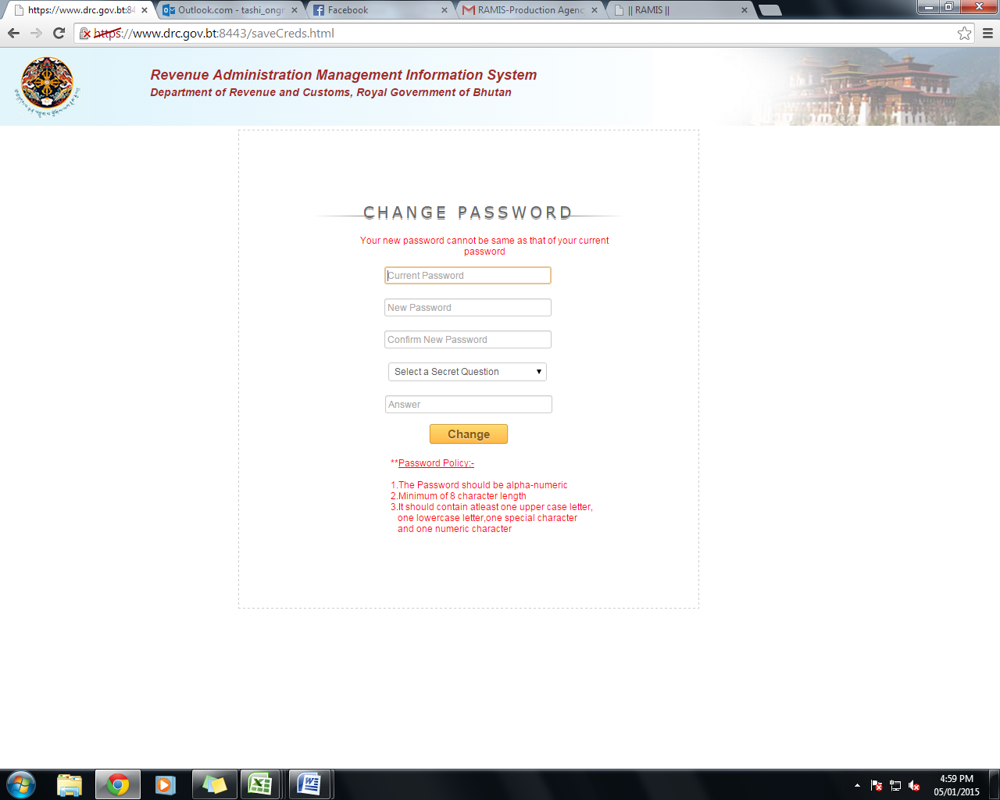 https://www.drc.gov.bt:84
Outlook.com - tashi_ongm
Facebook
RAMIS-Production Agenc
|| RAMIS ||
https://www.drc.gov.bt:8443/saveCreds.html
Revenue Administration Management Information System
Department of Revenue and Customs, Royal Government of Bhutan
CHANGE PASSWORD
Your new password cannot be same as that of your current
password
Current Password
New Password
Confirm New Password
Select a Secret Question
Answer
Change
**Password Policy:-
1.The Password should be alpha-numeric
2.Minimum of 8 character length
3.It should contain atleast one upper case letter,
one lowercase letter,one special character
and one numeric character
4:59 PM
05/01/2015